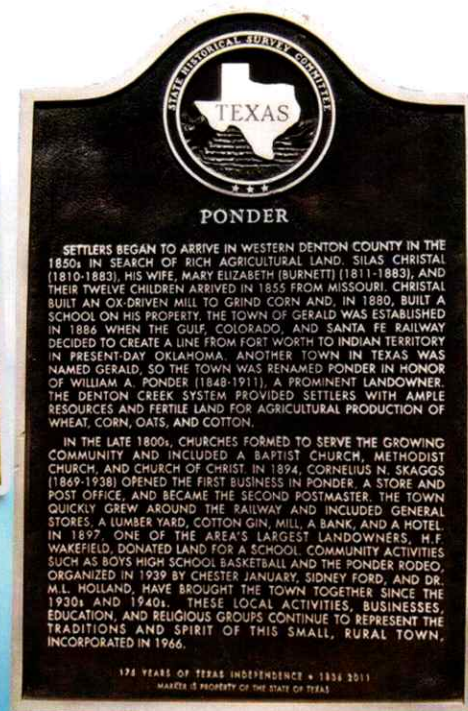 STATE HISTORICAL SURVEY COMMITTEE
TEXAS
PONDER
SETTLERS BEGAN TO ARRIVE IN WESTERN DENTON COUNTY IN THE
1850s IN SEARCH OF RICH AGRICULTURAL LAND. SILAS CHRISTAL
(1810-1883), HIS WIFE, MARY ELIZABETH (BURNETT) (1811-1883), AND
THEIR TWELVE CHILDREN ARRIVED IN 1855 FROM MISSOURI. CHRISTAL
BUILT AN OX-DRIVEN MILL TO GRIND CORN AND, IN 1880, BUILT A
SCHOOL ON HIS PROPERTY. THE TOWN OF GERALD WAS ESTABLISHED
IN 1886 WHEN THE GULF, COLORADO, AND SANTA FE RAILWAY
DECIDED TO CREATE A LINE FROM FORT WORTH TO INDIAN TERRITORY
IN PRESENT-DAY OKLAHOMA. ANOTHER TOWN IN TEXAS WAS
NAMED GERALD, SO THE TOWN WAS RENAMED PONDER IN HONOR
OF WILLIAM A. PONDER (1848-1911), A PROMINENT LANDOWNER.
THE DENTON CREEK SYSTEM PROVIDED SETTLERS WITH AMPLE
RESOURCES AND FERTILE LAND FOR AGRICULTURAL PRODUCTION OF
WHEAT, CORN, OATS, AND COTTON.
IN THE LATE 1800s, CHURCHES FORMED TO SERVE THE GROWING
COMMUNITY AND INCLUDED A BAPTIST CHURCH, METHODIST
CHURCH, AND CHURCH OF CHRIST. IN 1894, CORNELIUS N. SKAGGS
(1869-1938) OPENED THE FIRST BUSINESS IN PONDER, A STORE AND
POST OFFICE, AND BECAME THE SECOND POSTMASTER. THE TOWN
QUICKLY GREW AROUND THE RAILWAY AND INCLUDED GENERAL
STORES, A LUMBER YARD, COTTON GIN, MILL, A BANK, AND A HOTEL.
IN 1897, ONE OF THE AREA'S LARGEST LANDOWNERS, H.F.
WAKEFIELD, DONATED LAND FOR A SCHOOL. COMMUNITY ACTIVITIES
SUCH AS BOYS HIGH SCHOOL BASKETBALL AND THE PONDER RODEO,
ORGANIZED IN 1939 BY CHESTER JANUARY, SIDNEY FORD, AND DR.
M.L. HOLLAND, HAVE BROUGHT THE TOWN TOGETHER SINCE THE
1930s AND 1940s. THESE LOCAL ACTIVITIES, BUSINESSES,
EDUCATION, AND RELIGIOUS GROUPS CONTINUE TO REPRESENT THE
TRADITIONS AND SPIRIT OF THIS SMALL, RURAL TOWN,
INCORPORATED IN 1966.
175 YEARS OF TEXAS INDEPENDENCE * 1836 2011
MARKER IS PROPERTY OF THE STATE OF TEXAS